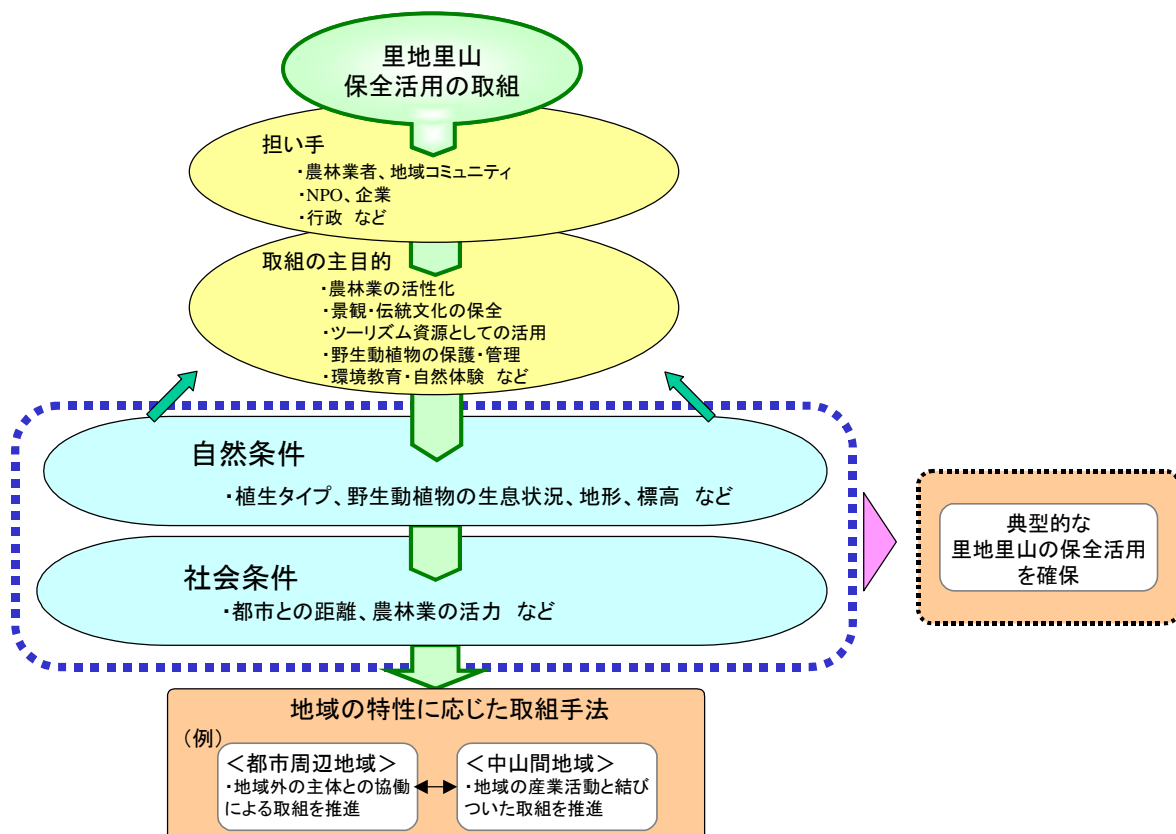 里地里山
保全活用の取組
担い手
・農林業者、地域コミュニティ
・NPO、企業
・行政 など
取組の主目的
・農林業の活性化
・景観・伝統文化の保全
・ツーリズム資源としての活用
・野生動植物の保護・管理
・環境教育・自然体験 など
自然条件
・植生タイプ、野生動植物の生息状況、地形、標高 など
社会条件
・都市との距離、農林業の活力 など
典型的な
里地里山の保全活用
を確保
地域の特性に応じた取組手法
（例）
＜都市周辺地域＞
・地域外の主体との協働
による取組を推進
＜中山間地域＞
・地域の産業活動と結び
ついた取組を推進